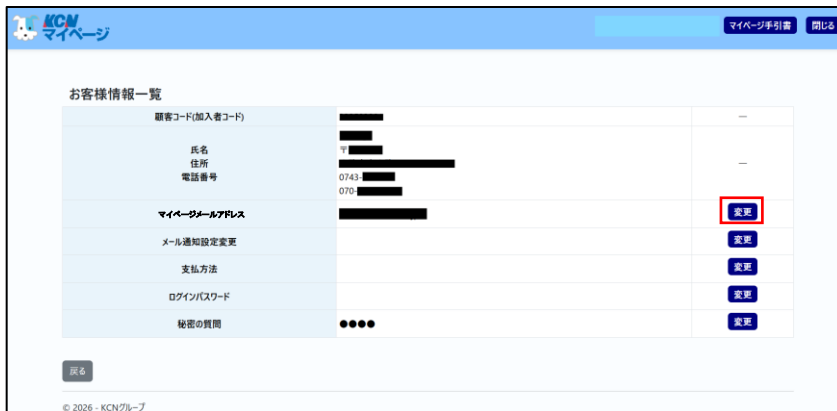 KCN
マイページ
マイページ手引書 閉じる
お客様情報一覧
顧客コード(加入者コード) ―
氏名
〒
住所 ―
電話番号 0743-
070-
マイページメールアドレス 変更
メール通知設定変更 変更
支払方法 変更
ログインパスワード 変更
秘密の質問 ●●●● 変更
戻る
© 2026 - KCNグループ